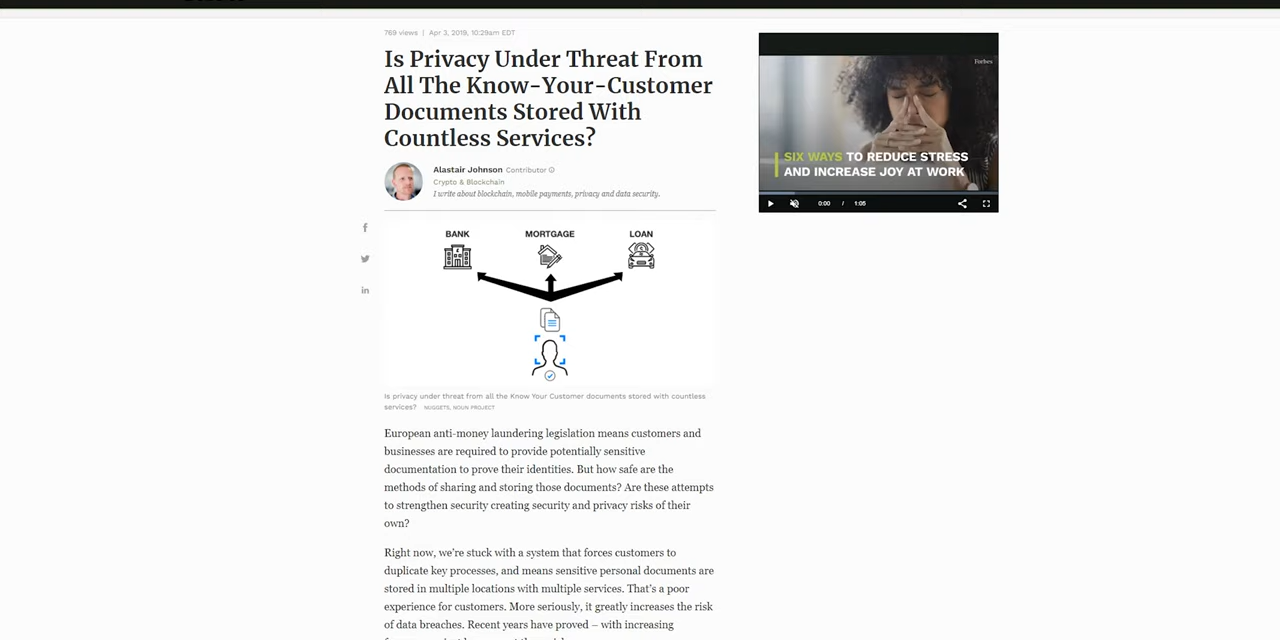 769 views | Apr 3, 2019, 10:29am EDT
Is Privacy Under Threat From
All The Know-Your-Customer
Documents Stored With
Countless Services?
Alastair Johnson Contributor
Crypto & Blockchain
I write about blockchain, mobile payments, privacy and data security.
BANK MORTGAGE LOAN
Is privacy under threat from all the Know Your Customer documents stored with countless
services? NUGGETS, NOUN PROJECT
European anti-money laundering legislation means customers and
businesses are required to provide potentially sensitive
documentation to prove their identities. But how safe are the
methods of sharing and storing those documents? Are these attempts
to strengthen security creating security and privacy risks of their
own?
Right now, we're stuck with a system that forces customers to
duplicate key processes, and means sensitive personal documents are
stored in multiple locations with multiple services. That's a poor
experience for customers. More seriously, it greatly increases the risk
of data breaches. Recent years have proved – with increasing
Forbes
SIX WAYS TO REDUCE STRESS
AND INCREASE JOY AT WORK
0:00 / 1:05